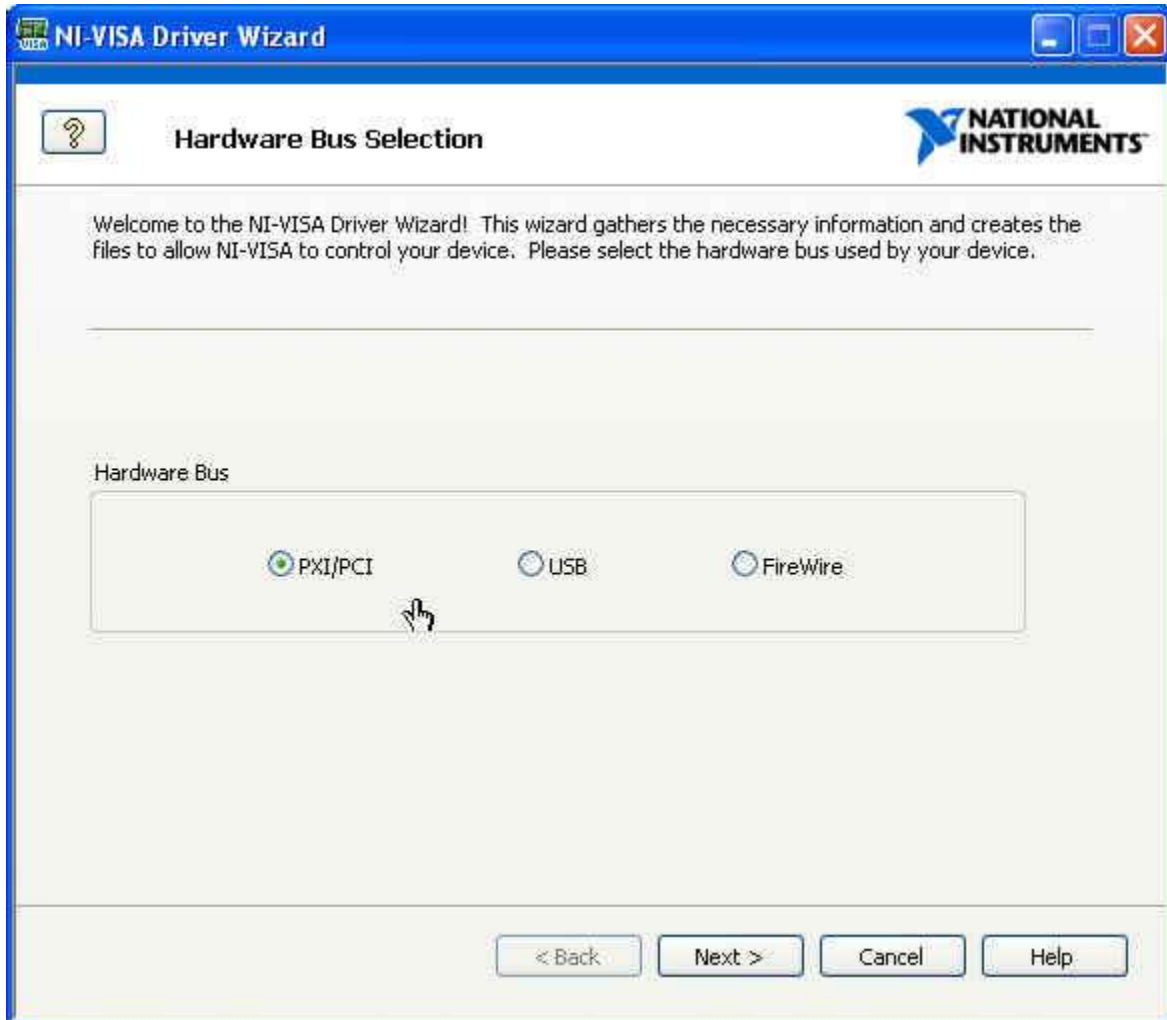 NI-VISA Driver Wizard
? Hardware Bus Selection
NATIONAL
INSTRUMENTS
Welcome to the NI-VISA Driver Wizard! This wizard gathers the necessary information and creates the
files to allow NI-VISA to control your device. Please select the hardware bus used by your device.
Hardware Bus
PXI/PCI USB FireWire
< Back Next > Cancel Help